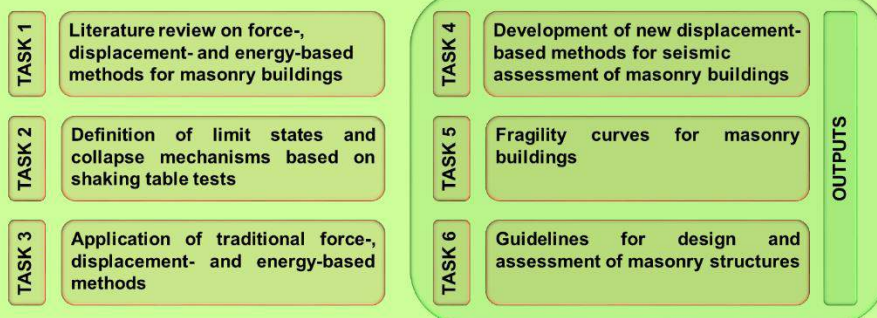 TASK 1
Literature review on force-,
displacement- and energy-based
methods for masonry buildings
TASK 2
Definition of limit states and
collapse mechanisms based on
shaking table tests
TASK 3
Application of traditional force-,
displacement- and energy-based
methods
TASK 4
Development of new displacement-
based methods for seismic
assessment of masonry buildings
TASK 5
Fragility curves for masonry
buildings
TASK 6
Guidelines for design and
assessment of masonry structures
OUTPUTS